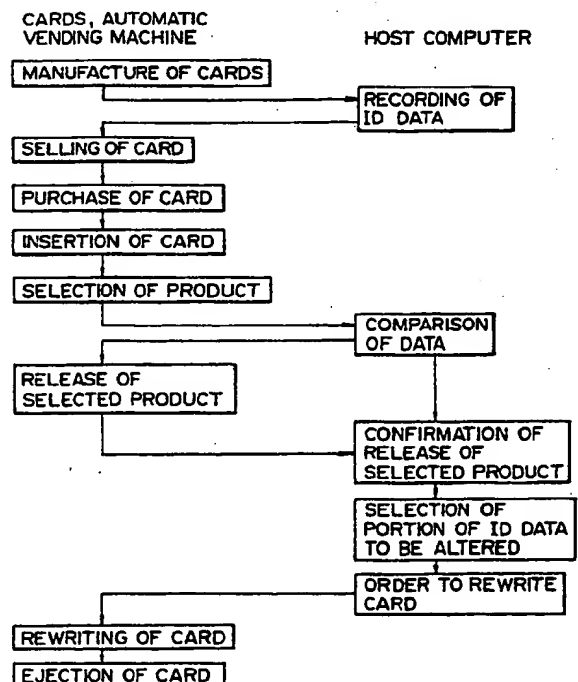 CARDS, AUTOMATIC
VENDING MACHINE
HOST COMPUTER
MANUFACTURE OF CARDS
RECORDING OF
ID DATA
SELLING OF CARD
PURCHASE OF CARD
INSERTION OF CARD
SELECTION OF PRODUCT
COMPARISON
OF DATA
RELEASE OF
SELECTED PRODUCT
CONFIRMATION OF
RELEASE OF
SELECTED PRODUCT
SELECTION OF
PORTION OF ID DATA
TO BE ALTERED
ORDER TO REWRITE
CARD
REWRITING OF CARD
EJECTION OF CARD